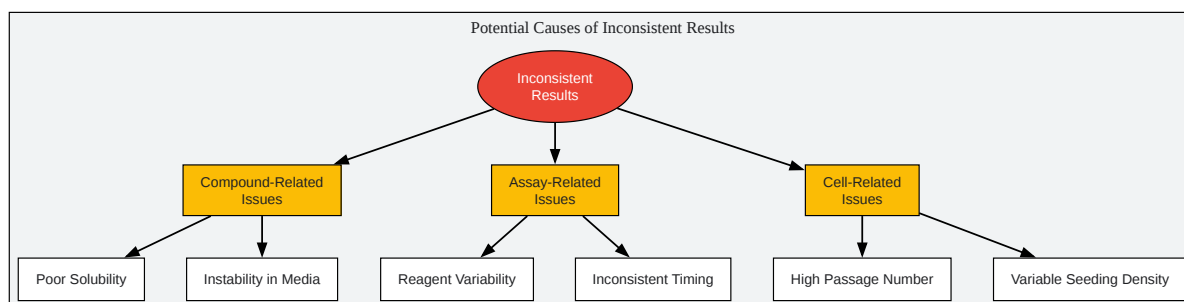 Potential Causes of Inconsistent Results
Inconsistent
Results
Compound-Related
Issues
Assay-Related
Issues
Cell-Related
Issues
Poor Solubility
Instability in Media
Reagent Variability
Inconsistent Timing
High Passage Number
Variable Seeding Density